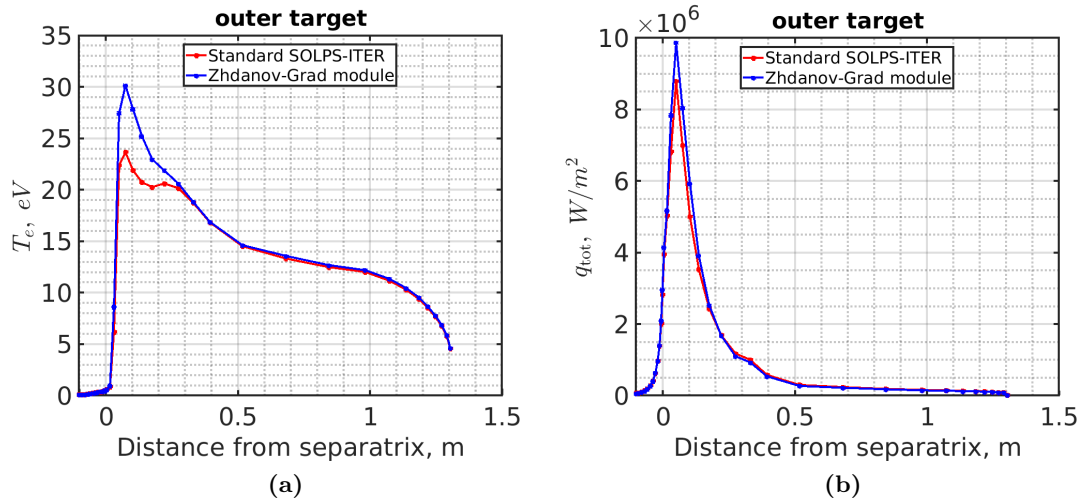 outer target
Standard SOLPS-ITER
Zhdanov-Grad module
35
30
25
20
15
10
5
0
T_e, eV
0
0.5
1
1.5
Distance from separatrix, m
(a)
×10^6
outer target
Standard SOLPS-ITER
Zhdanov-Grad module
10
8
6
4
2
0
q_tot, W/m^2
0
0.5
1
1.5
Distance from separatrix, m
(b)